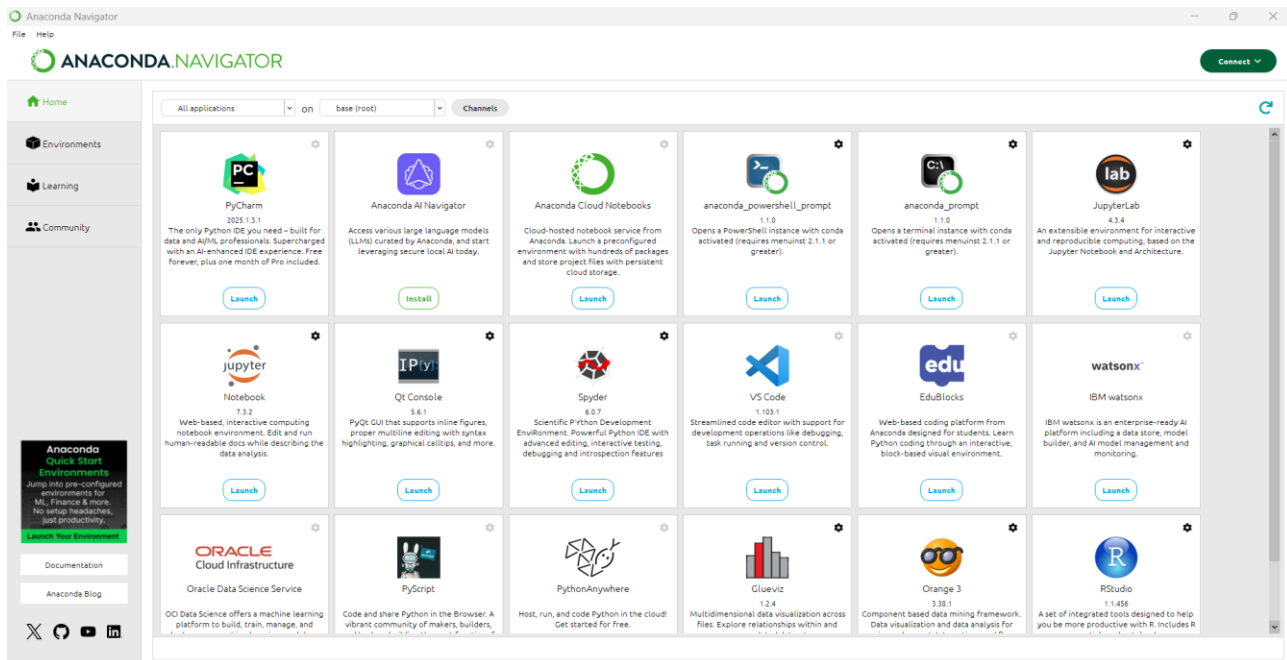 Anaconda Navigator
File Help
ANACONDA.NAVIGATOR
Connect
Home
Environments
Learning
Community
All applications
on
base (root)
Channels
PC
PyCharm
2025.1.3.1
The only Python IDE you need – built for
data and AI/ML professionals. Supercharged
with an AI-enhanced IDE experience. Free
forever, plus one month of Pro included.
Launch
Anaconda AI Navigator
Access various large language models
(LLMs) curated by Anaconda, and start
leveraging secure local AI today.
Install
Anaconda Cloud Notebooks
Cloud-hosted notebook service from
Anaconda. Launch a preconfigured
environment with hundreds of packages
and store project files with persistent
cloud storage.
Launch
anaconda_powershell_prompt
1.1.0
Opens a PowerShell instance with conda
activated (requires menuinst 2.1.1 or
greater).
Launch
C:\
anaconda_prompt
1.1.0
Opens a terminal instance with conda
activated (requires menuinst 2.1.1 or
greater).
Launch
lab
JupyterLab
4.3.4
An extensible environment for interactive
and reproducible computing, based on the
Jupyter Notebook and Architecture.
Launch
jupyter
Notebook
7.3.2
Web-based, interactive computing
notebook environment. Edit and run
human-readable docs while describing the
data analysis.
Launch
IP[y]:
Qt Console
5.6.1
PyQt GUI that supports inline figures,
proper multiline editing with syntax
highlighting, graphical calltips, and more.
Launch
Spyder
6.0.7
Scientific PYthon Development
EnviRonment. Powerful Python IDE with
advanced editing, interactive testing,
debugging and introspection features
Launch
VS Code
1.103.1
Streamlined code editor with support for
development operations like debugging,
task running and version control.
Launch
edu
EduBlocks
Web-based coding platform from
Anaconda designed for students. Learn
Python coding through an interactive,
block-based visual environment.
Launch
watsonx
IBM watsonx
IBM watsonx is an enterprise-ready AI
platform including a data store, model
builder, and AI model management and
monitoring.
Launch
ORACLE
Cloud Infrastructure
Oracle Data Science Service
OCI Data Science offers a machine learning
platform to build, train, manage, and
PyScript
Code and share Python in the Browser. A
vibrant community of makers, builders,
PythonAnywhere
Host, run, and code Python in the cloud!
Get started for free.
Glueviz
1.2.4
Multidimensional data visualization across
files. Explore relationships within and
Orange 3
3.38.1
Component based data mining framework.
Data visualization and data analysis for
R
RStudio
1.1.456
A set of integrated tools designed to help
you be more productive with R. Includes R
Anaconda
Quick Start
Environments
Jump into pre-configured
environments for
ML, Finance & more.
No setup headaches,
just productivity.
Launch Your Environment
Documentation
Anaconda Blog